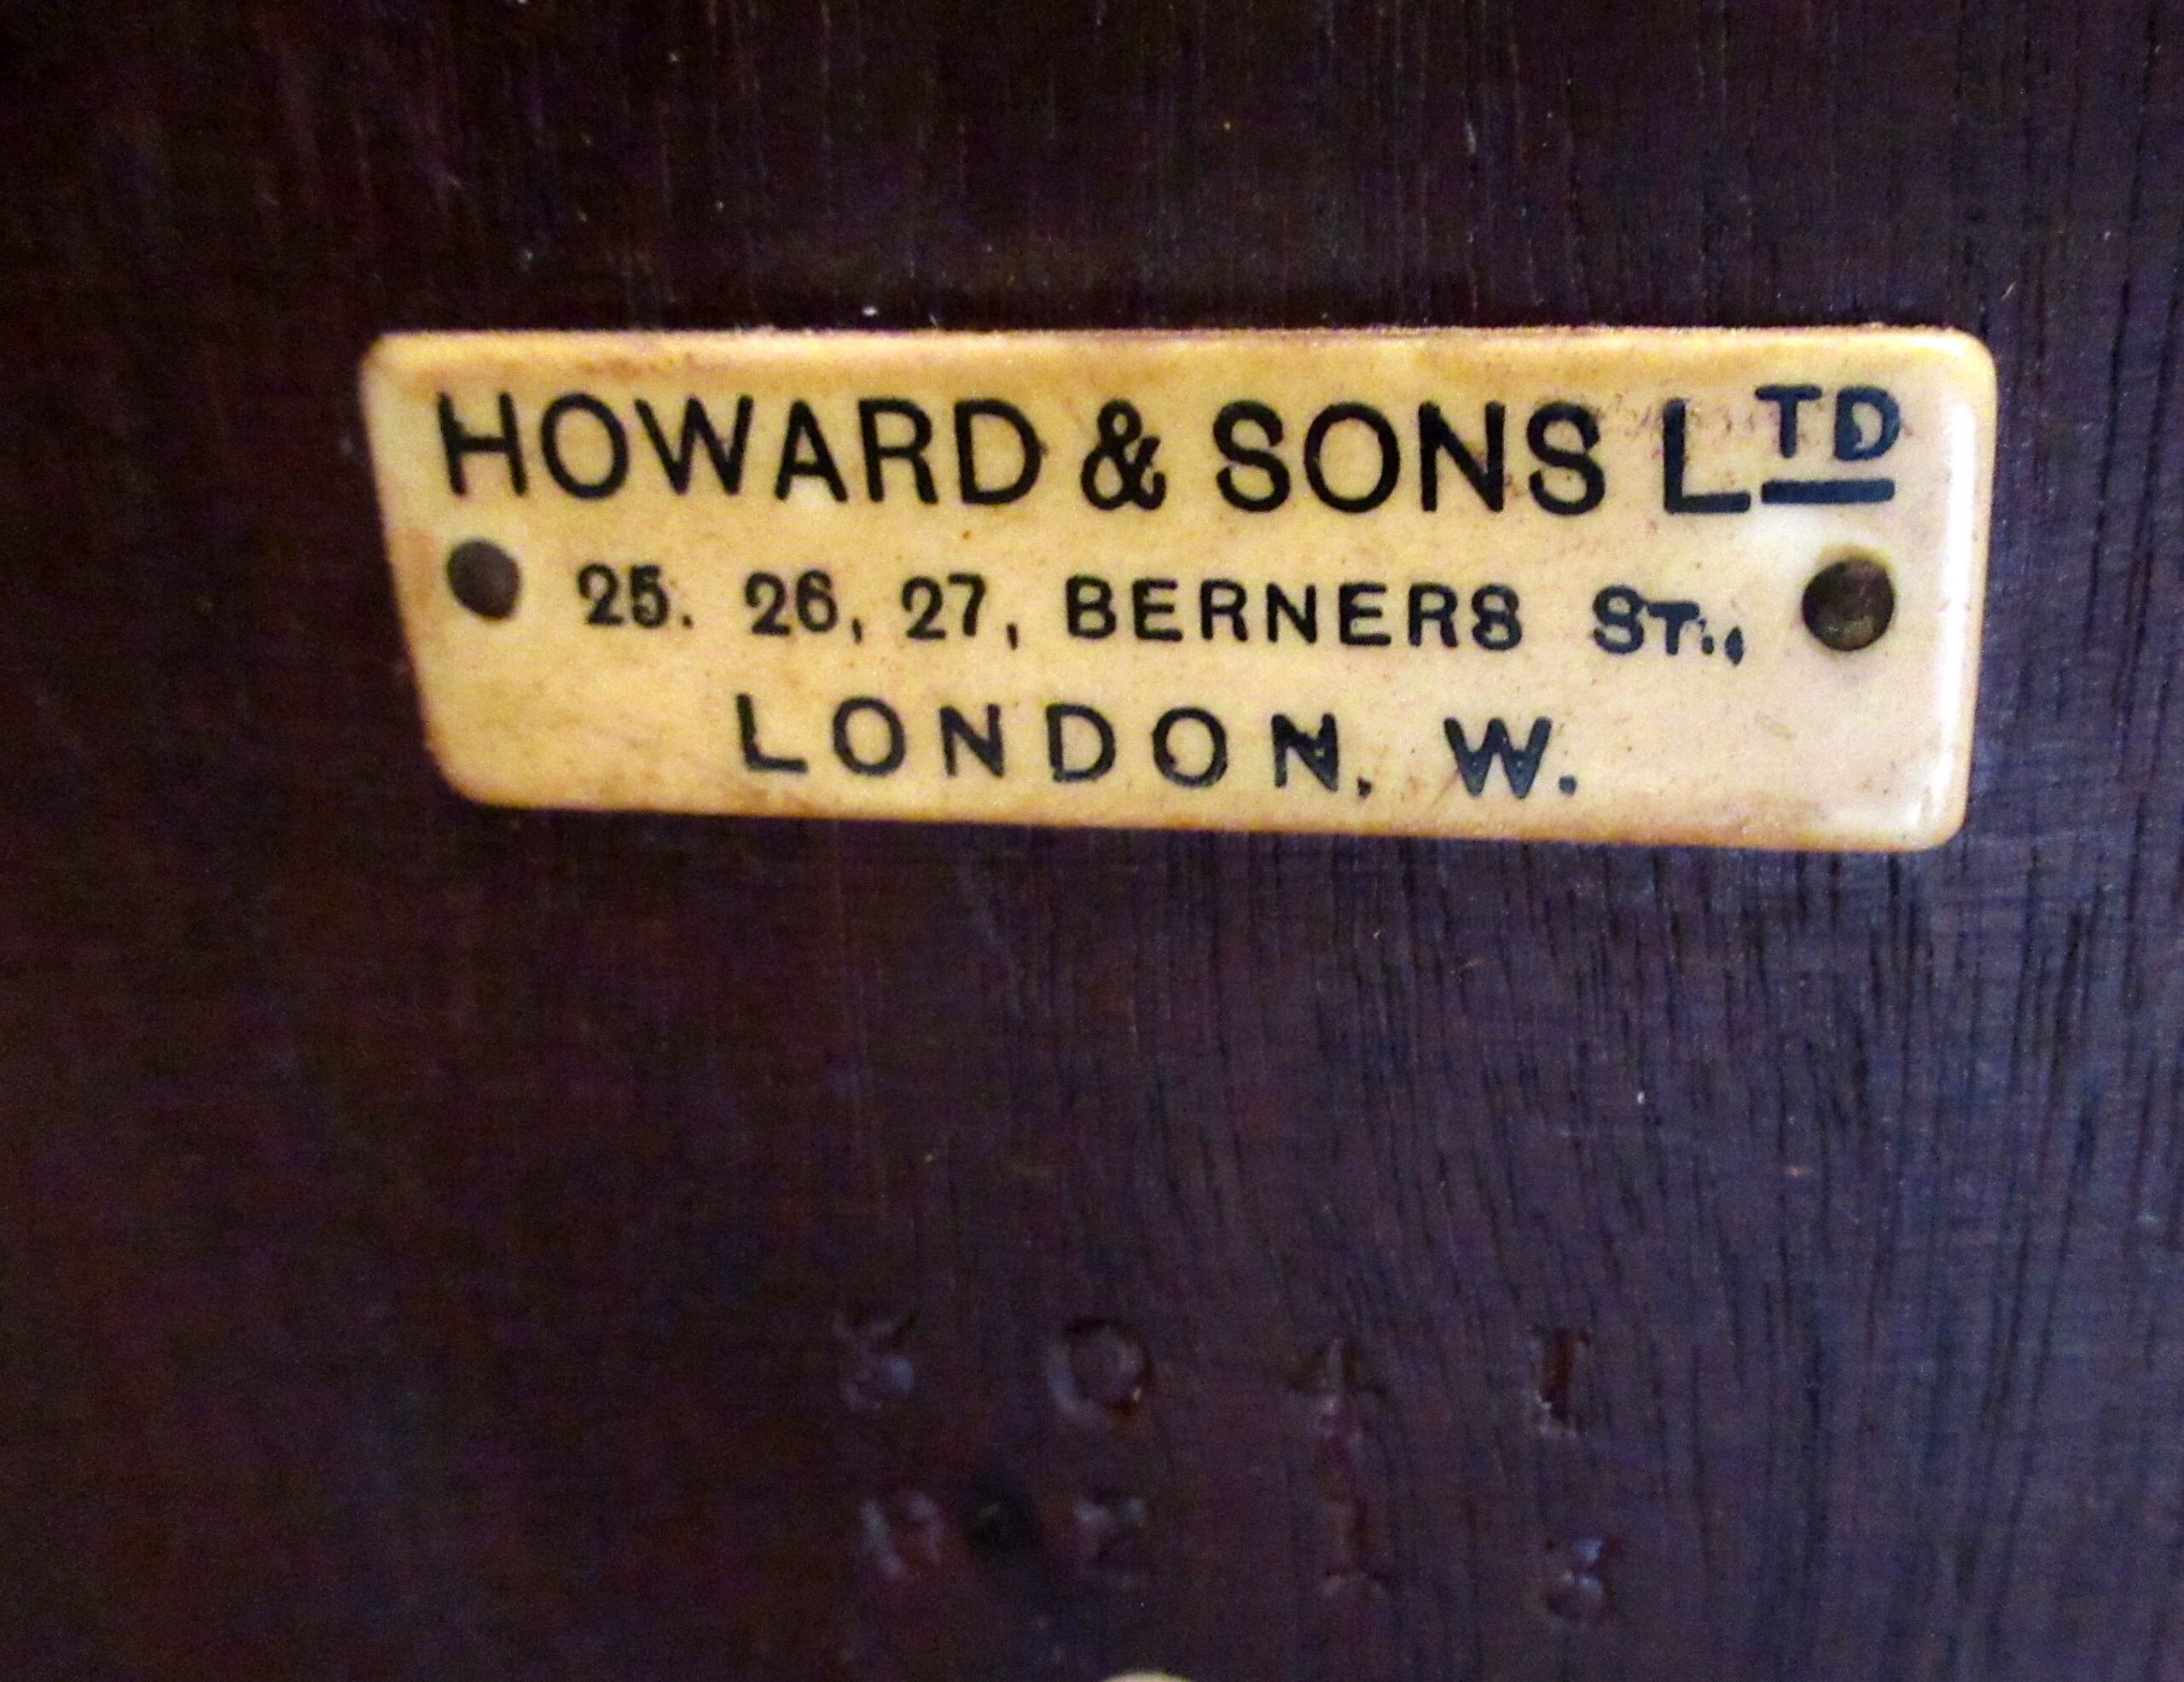 HOWARD & SONS LTD
25. 26, 27, BERNERS ST.,
LONDON, W.